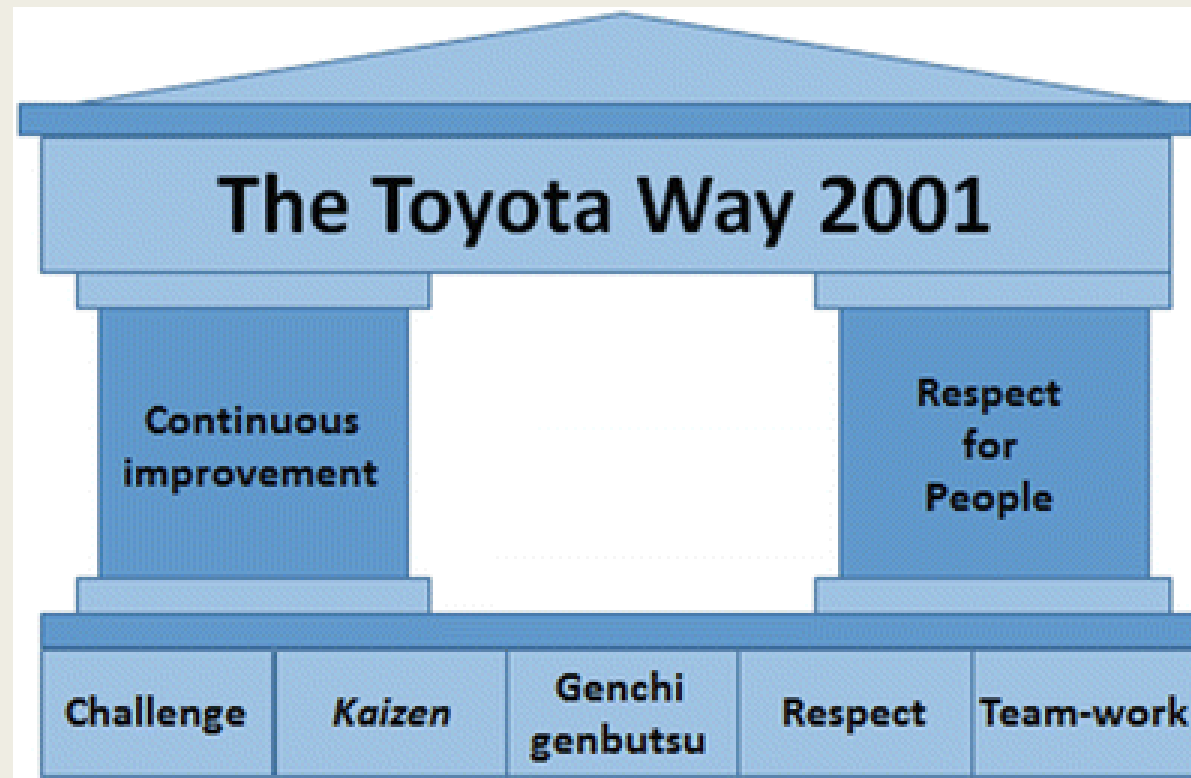 The Toyota Way 2001
Continuous
improvement
Respect
for
People
Challenge
Kaizen
Genchi
genbutsu
Respect
Team-work